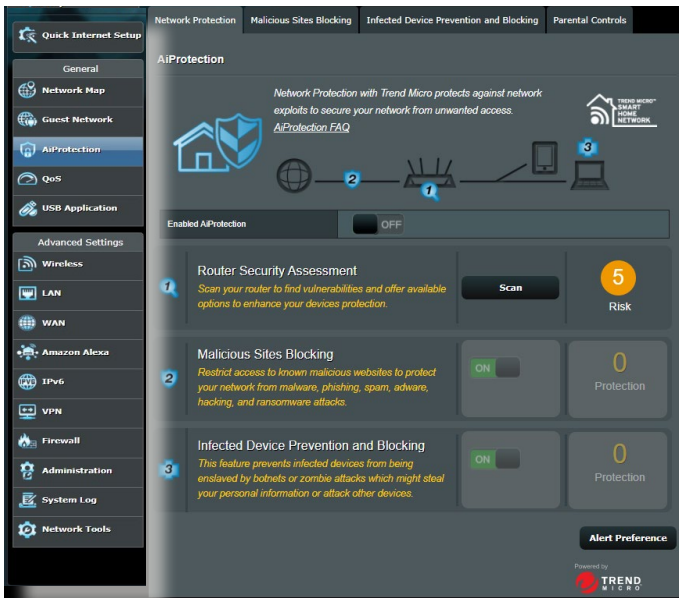 Quick Internet Setup
General
Network Map
Guest Network
AiProtection
QoS
USB Application
Advanced Settings
Wireless
LAN
WAN
Amazon Alexa
IPv6
VPN
Firewall
Administration
System Log
Network Tools
Network Protection Malicious Sites Blocking Infected Device Prevention and Blocking Parental Controls
AiProtection
Network Protection with Trend Micro protects against network
exploits to secure your network from unwanted access.
AiProtection FAQ
TREND MICRO™
SMART
HOME
NETWORK
3
2
1
Enabled AiProtection OFF
1
Router Security Assessment
Scan your router to find vulnerabilities and offer available
options to enhance your devices protection.
Scan
5
Risk
2
Malicious Sites Blocking
Restrict access to known malicious websites to protect
your network from malware, phishing, spam, adware,
hacking, and ransomware attacks.
ON
0
Protection
3
Infected Device Prevention and Blocking
This feature prevents infected devices from being
enslaved by botnets or zombie attacks which might steal
your personal information or attack other devices.
ON
0
Protection
Alert Preference
Powered by
TREND
MICRO